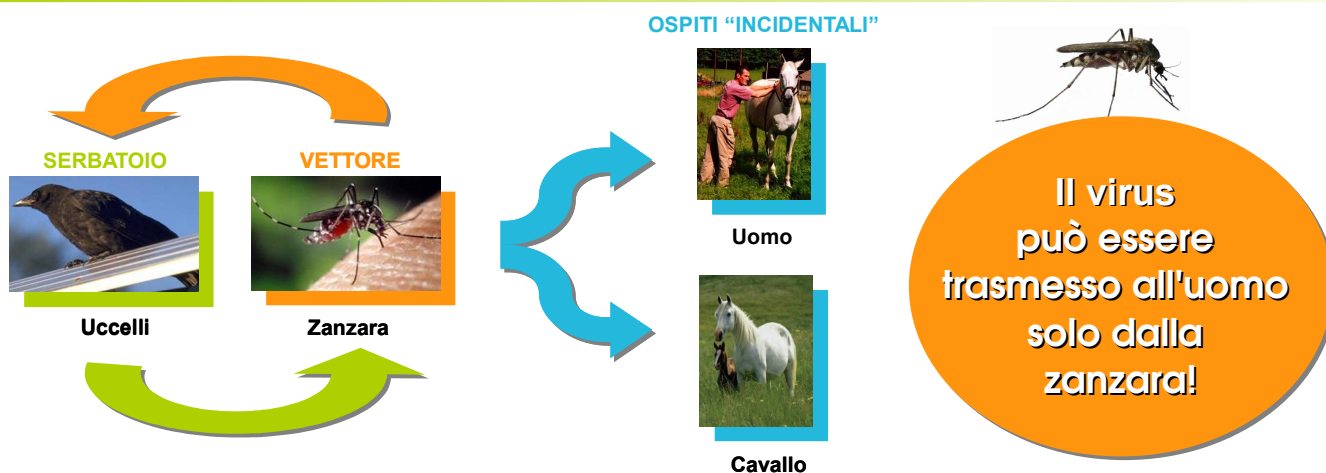 OSPITI “INCIDENTALI”
SERBATOIO
VETTORE
Uccelli
Zanzara
Uomo
Cavallo
Il virus
può essere
trasmesso all'uomo
solo dalla
zanzara!